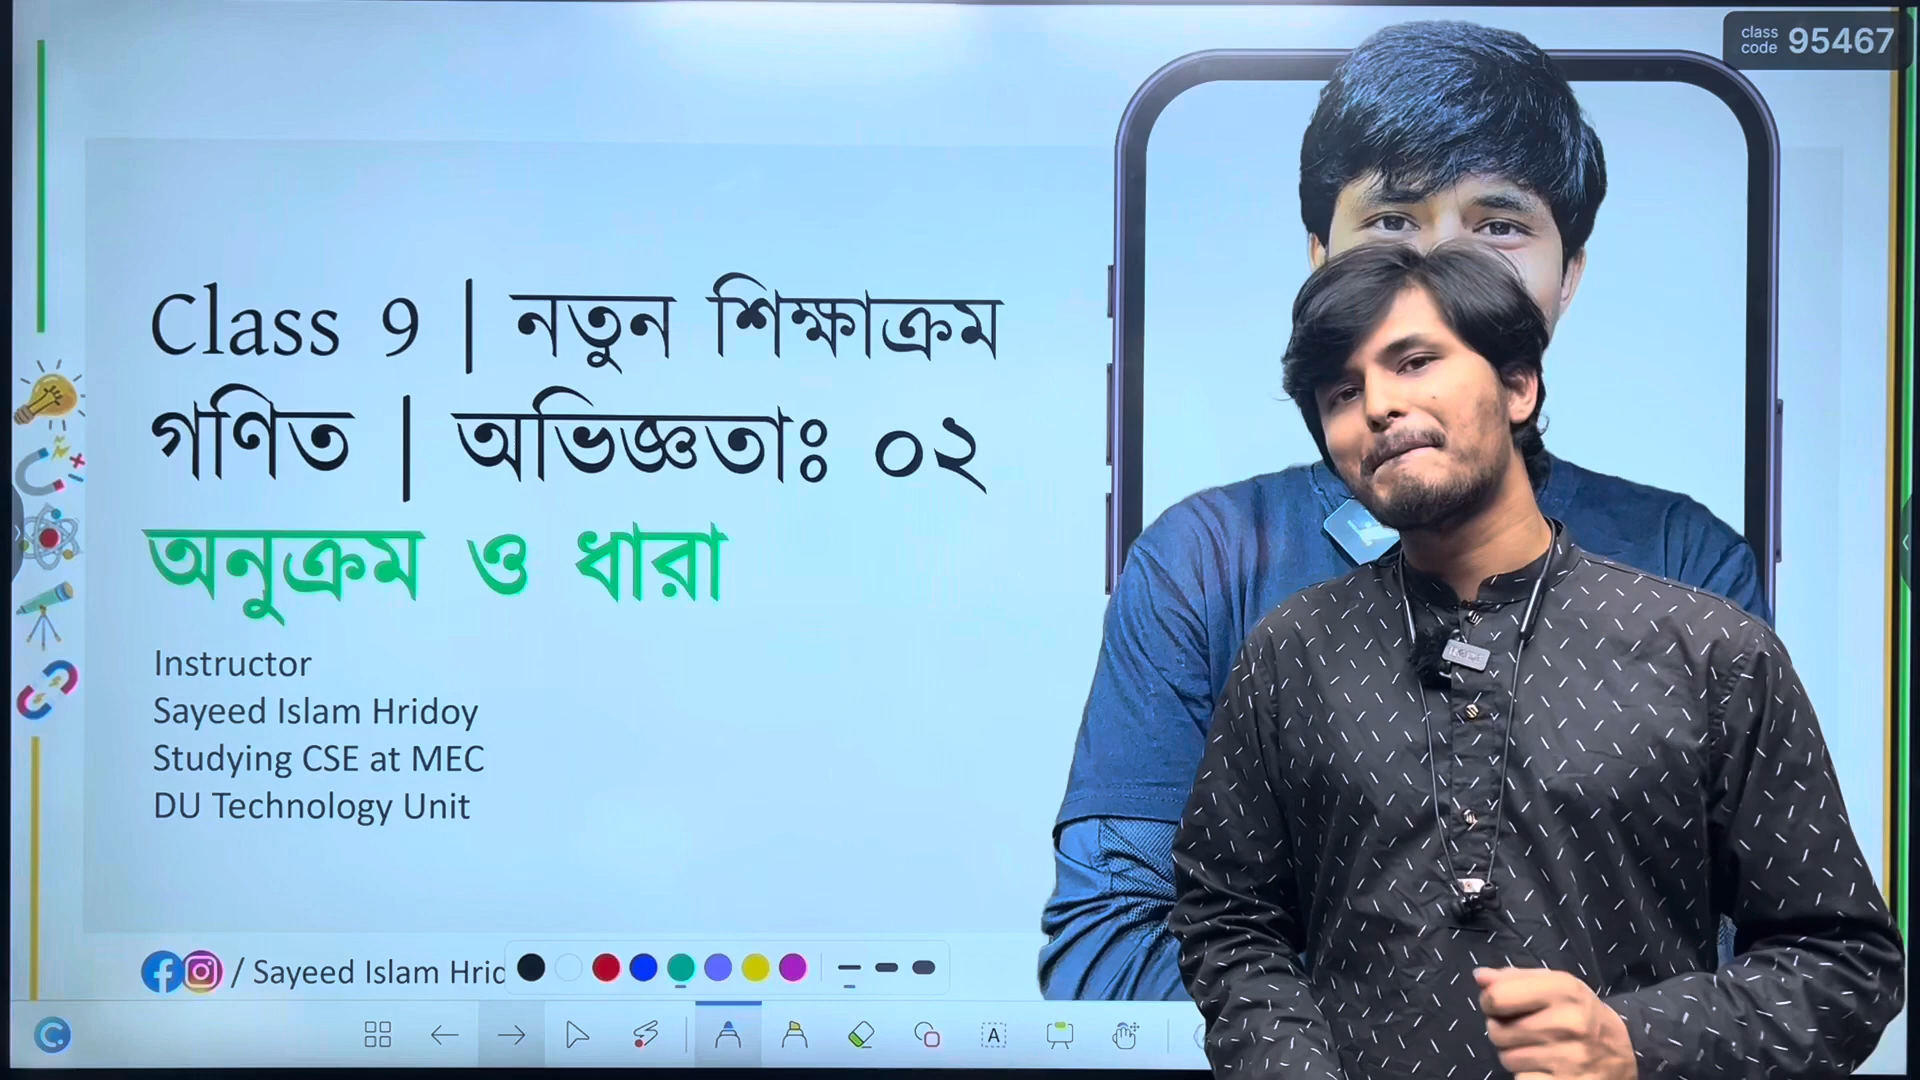 class code 95467
Class 9 | নতুন শিক্ষাক্রম
গণিত | অভিজ্ঞতাঃ ০২
অনুক্রম ও ধারা
Instructor
Sayeed Islam Hridoy
Studying CSE at MEC
DU Technology Unit
/ Sayeed Islam Hrid
A